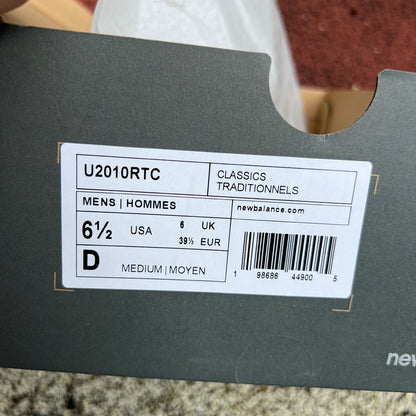 U2010RTC
CLASSICS
TRADITIONNELS
MENS | HOMMES
newbalance.com
6½ USA 6 UK
39½ EUR
D MEDIUM | MOYEN
1 98686 44900 5
new